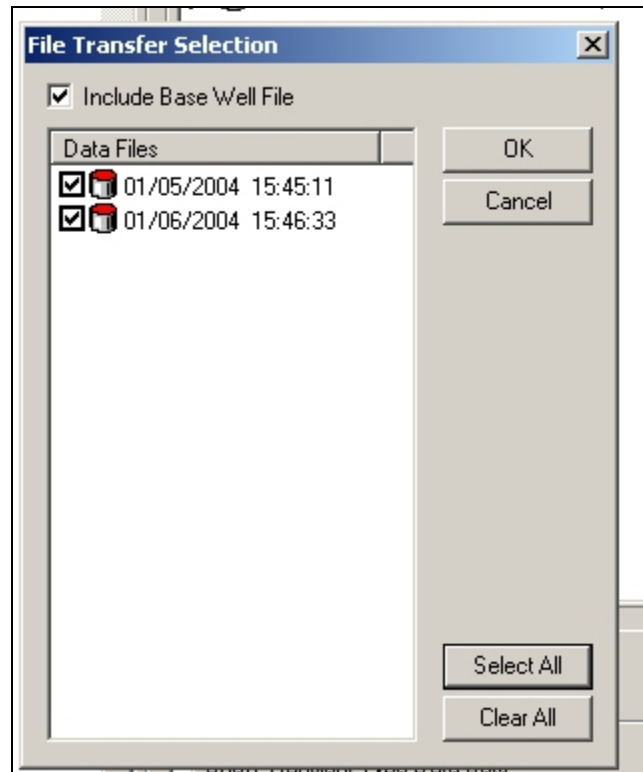 File Transfer Selection
Include Base Well File
Data Files
01/05/2004 15:45:11
01/06/2004 15:46:33
OK
Cancel
Select All
Clear All